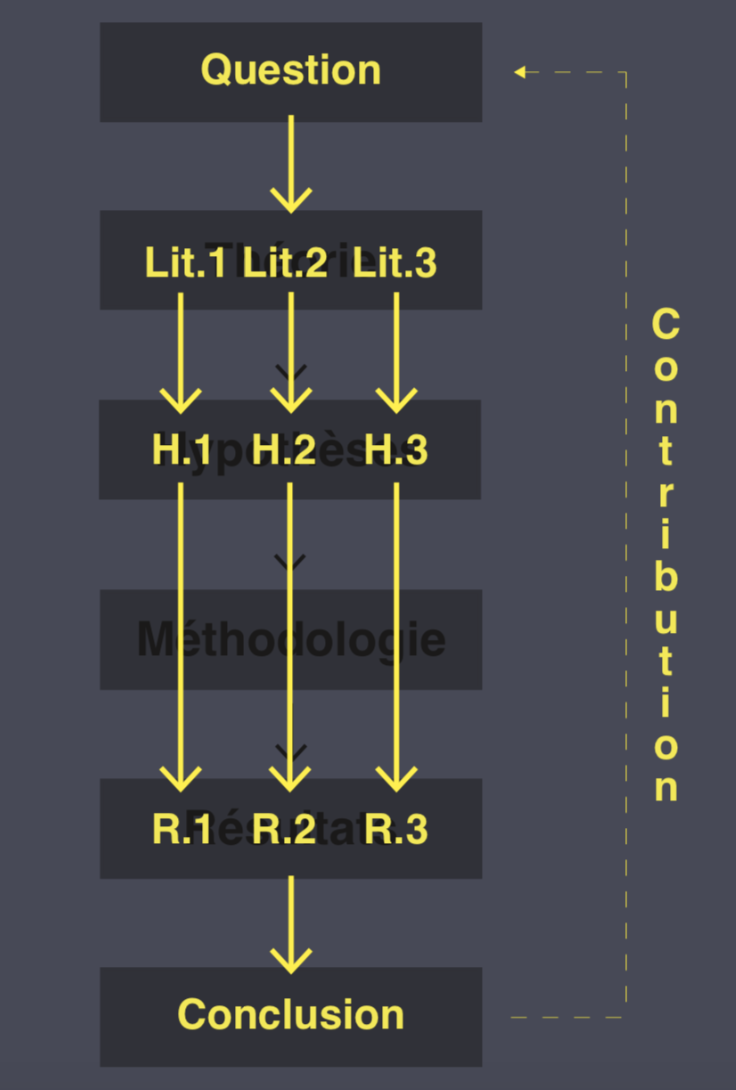 Question
Théorie
Lit.1 Lit.2 Lit.3
Hypothèses
H.1 H.2 H.3
Méthodologie
Résultats
R.1 R.2 R.3
Conclusion
Contribution